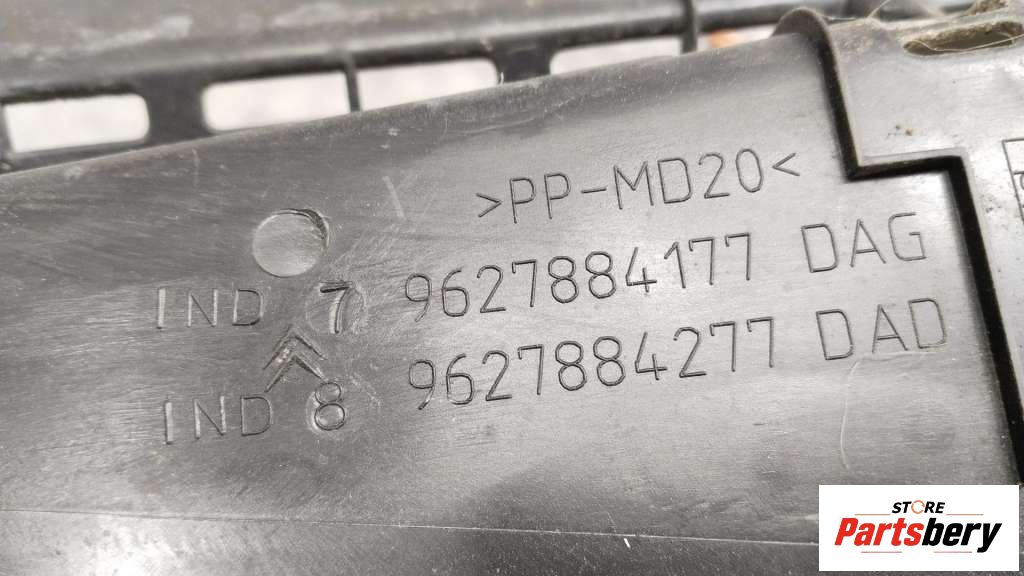 >PP-MD20<
IND 7 9627884177 DAG
IND 8 9627884277 DAD
STORE
Partsbery